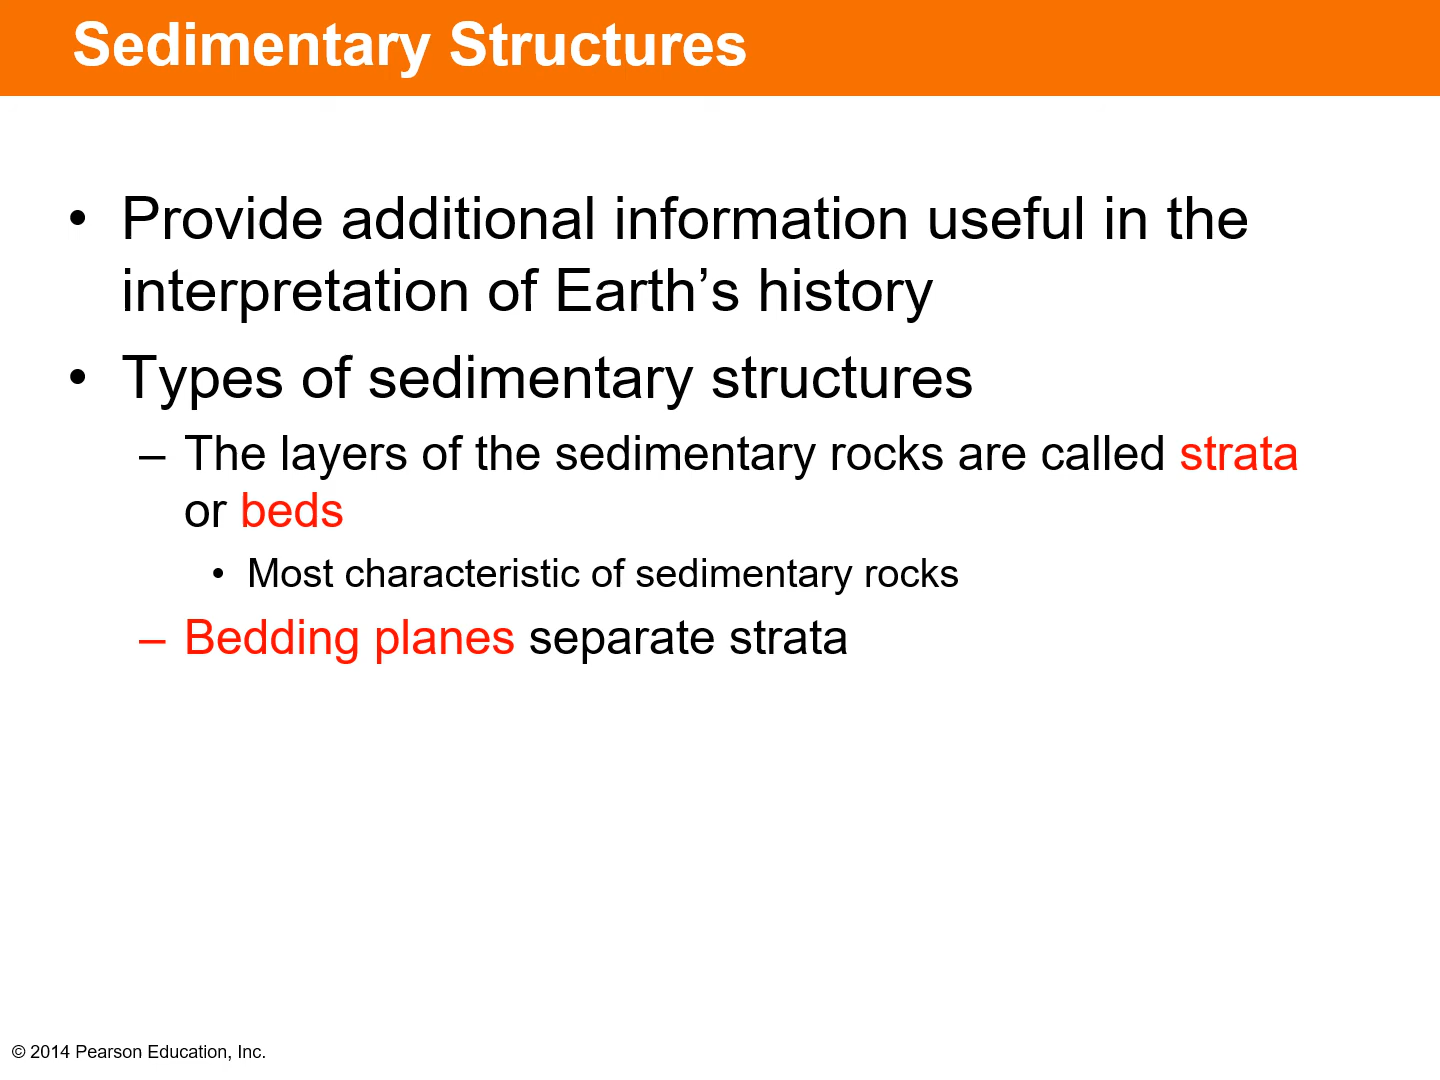 Sedimentary Structures
• Provide additional information useful in the
interpretation of Earth’s history
• Types of sedimentary structures
– The layers of the sedimentary rocks are called strata
or beds
• Most characteristic of sedimentary rocks
– Bedding planes separate strata
© 2014 Pearson Education, Inc.